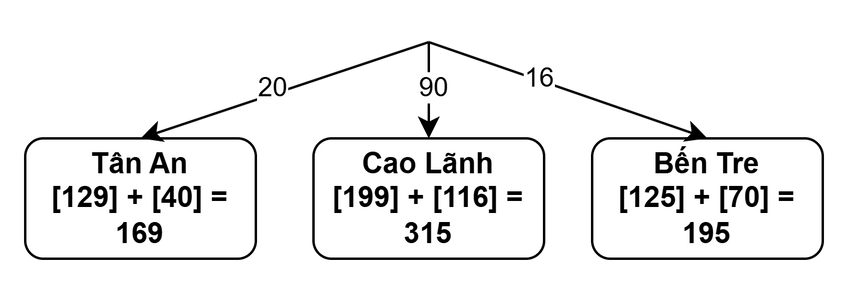 20
90
16
Tân An
[129] + [40] =
169
Cao Lãnh
[199] + [116] =
315
Bến Tre
[125] + [70] =
195